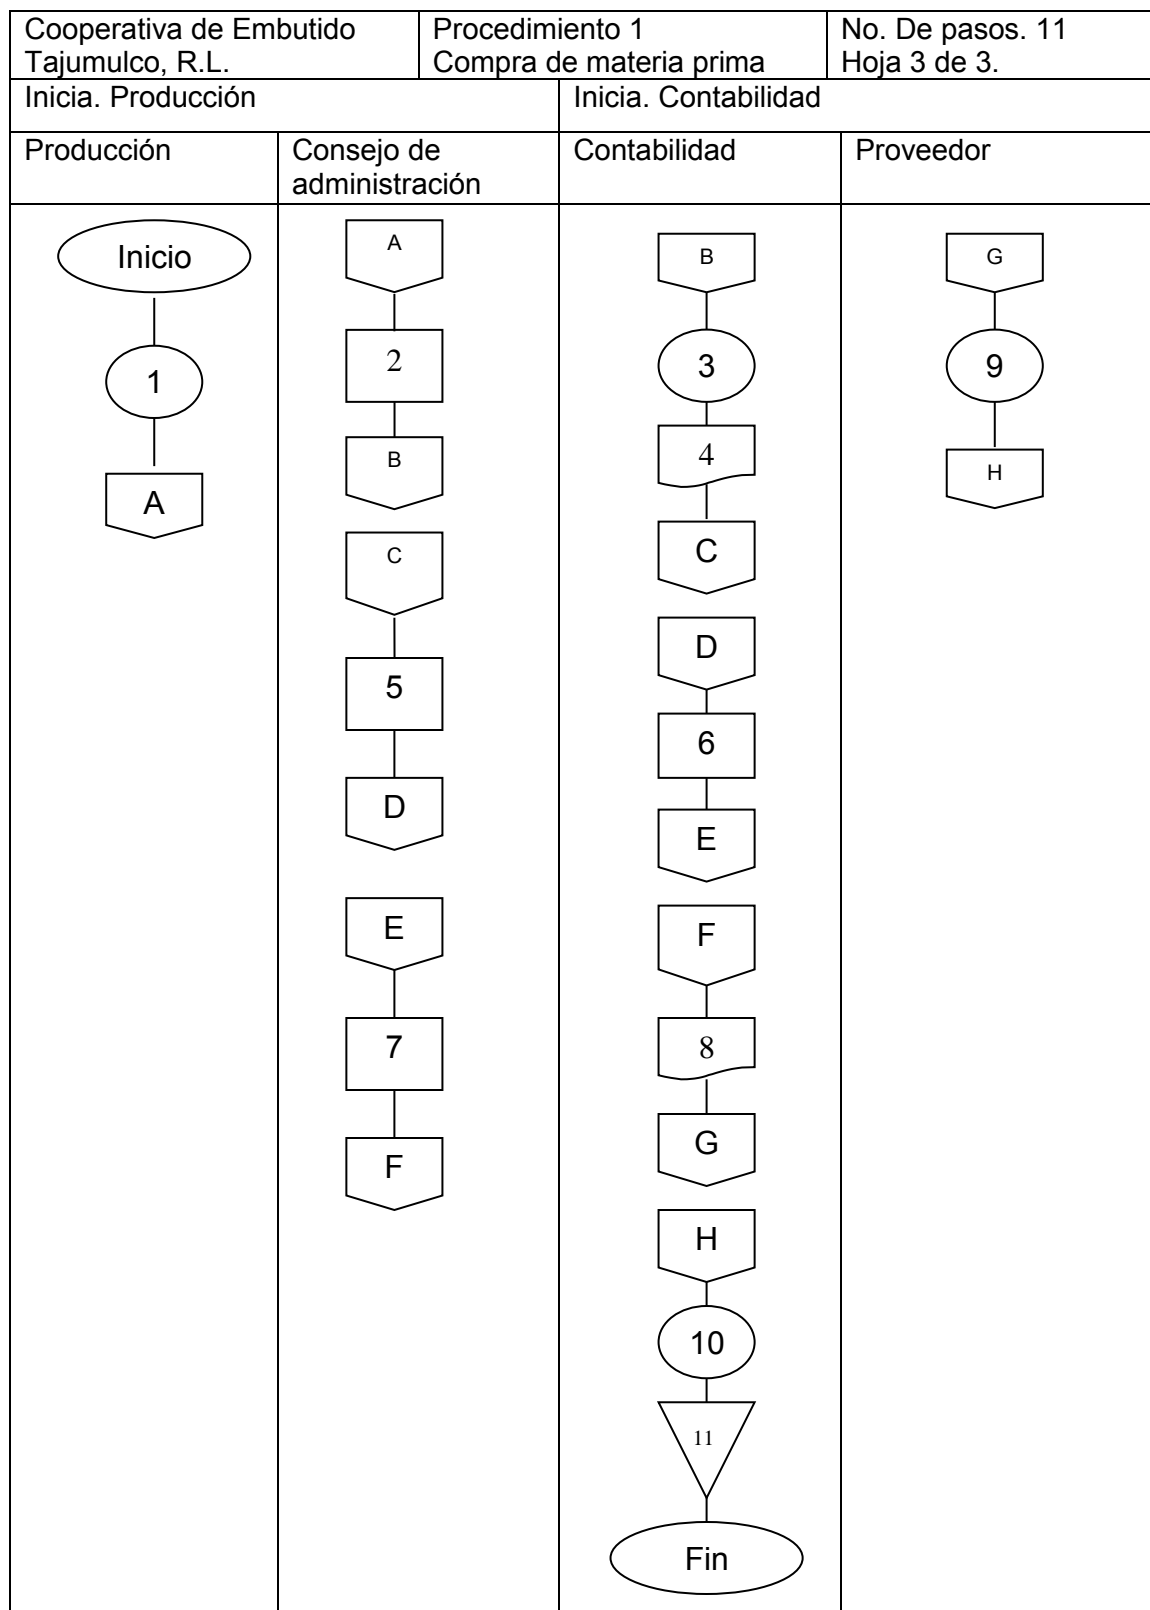 Cooperativa de Embutido
Tajumulco, R.L.
Procedimiento 1
Compra de materia prima
No. De pasos. 11
Hoja 3 de 3.
Inicia. Producción
Inicia. Contabilidad
Producción
Consejo de
administración
Contabilidad
Proveedor
Inicio
1
A
A
2
B
C
5
D
E
7
F
B
3
4
C
D
6
E
F
8
G
H
10
11
Fin
G
9
H